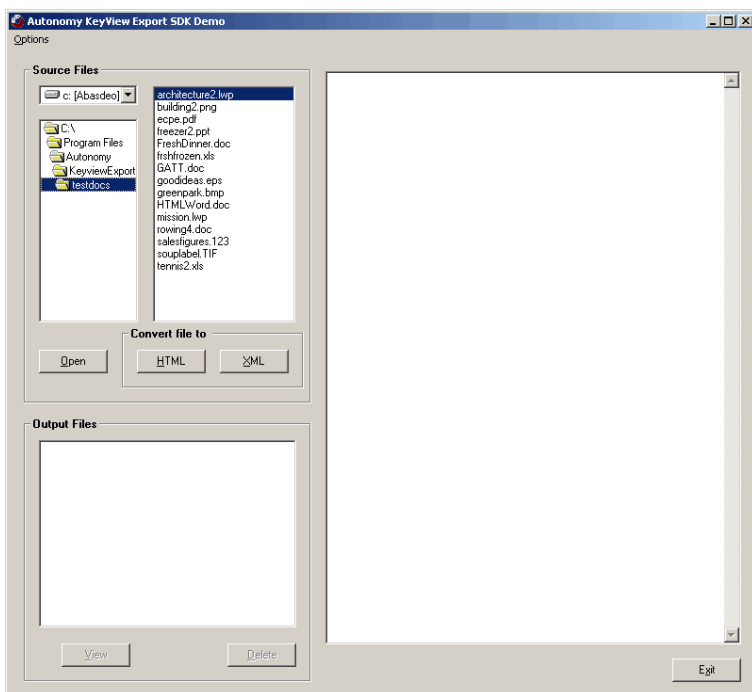 Autonomy KeyView Export SDK Demo
Options
Source Files
c: [Abasdeo]
C:\
Program Files
Autonomy
KeyviewExport
testdocs
architecture2.lwp
building2.png
ecpe.pdf
freezer2.ppt
FreshDinner.doc
frshfrozen.xls
GATT.doc
goodideas.eps
greenpark.bmp
HTMLWord.doc
mission.lwp
rowing4.doc
salesfigures.123
souplabel.TIF
tennis2.xls
Convert file to
Open
HTML
XML
Output Files
View
Delete
Exit